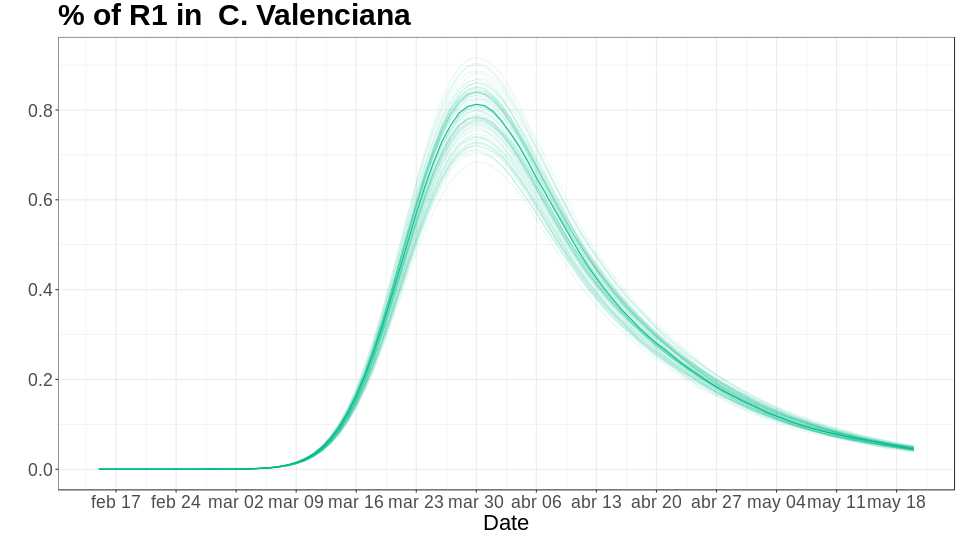 % of R1 in  C. Valenciana
0.8
0.6
0.4
0.2
0.0
feb 17 feb 24 mar 02 mar 09 mar 16 mar 23 mar 30 abr 06 abr 13 abr 20 abr 27 may 04 may 11 may 18
Date